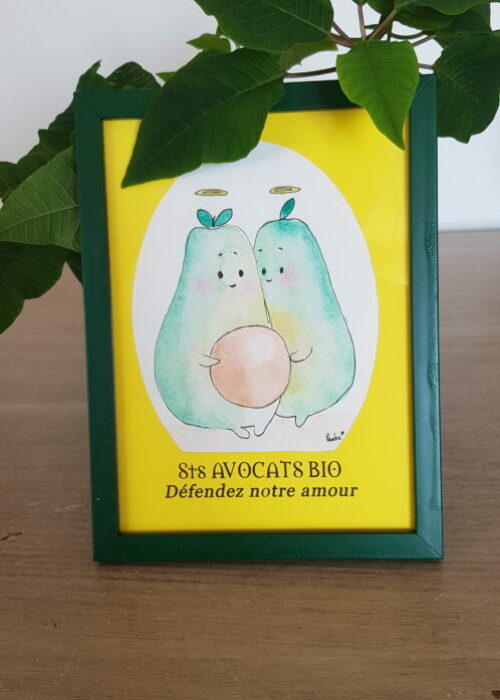 Sts AVOCATS BIO
Défendez notre amour